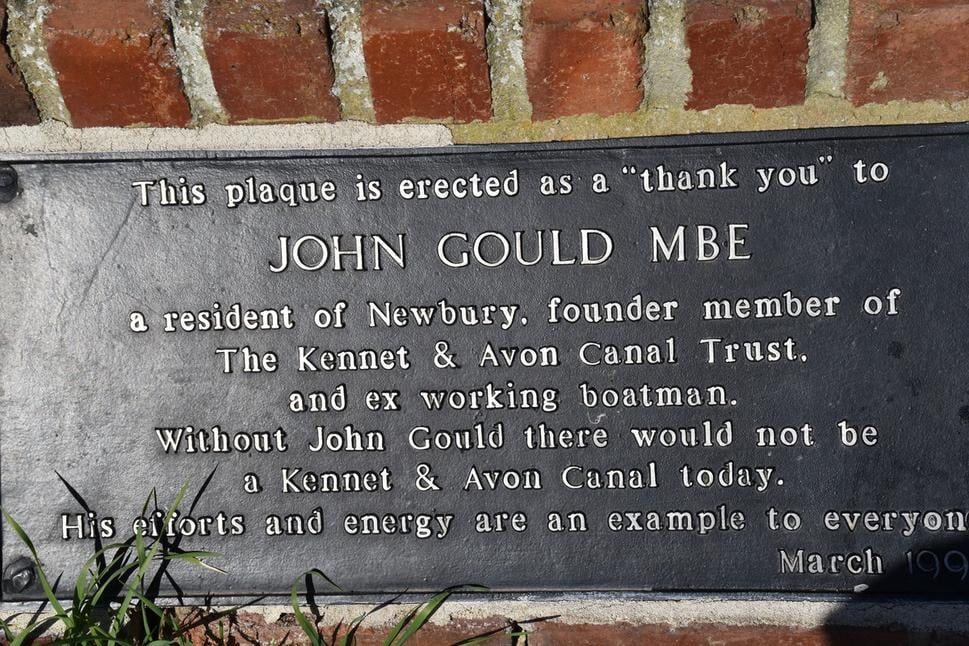 This plaque is erected as a "thank you" to
JOHN GOULD MBE
a resident of Newbury, founder member of
The Kennet & Avon Canal Trust,
and ex working boatman.
Without John Gould there would not be
a Kennet & Avon Canal today.
His efforts and energy are an example to everyon
March 199